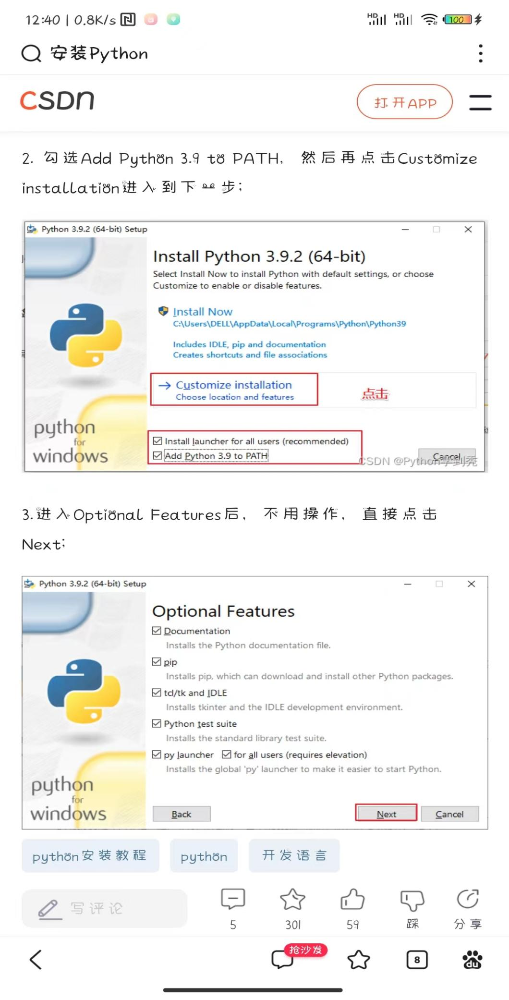 12:40 | 0.8K/s
HD HD 100
安装Python
CSDN
打开APP
2. 勾选Add Python 3.9 to PATH, 然后再点击Customize
installation进入到下一步;
Python 3.9.2 (64-bit) Setup
Install Python 3.9.2 (64-bit)
Select Install Now to install Python with default settings, or choose
Customize to enable or disable features.
Install Now
C:\Users\DELL\AppData\Local\Programs\Python\Python39
Includes IDLE, pip and documentation
Creates shortcuts and file associations
Customize installation
Choose location and features
点击
python
for
windows
Install launcher for all users (recommended)
Add Python 3.9 to PATH
Cancel
CSDN @Python学到秃
3.进入Optional Features后, 不用操作, 直接点击
Next;
Python 3.9.2 (64-bit) Setup
Optional Features
Documentation
Installs the Python documentation file.
pip
Installs pip, which can download and install other Python packages.
tcl/tk and IDLE
Installs tkinter and the IDLE development environment.
Python test suite
Installs the standard library test suite.
py launcher for all users (requires elevation)
Installs the global 'py' launcher to make it easier to start Python.
python
for
windows
Back Next Cancel
python安装教程 python 开发语言
写评论
5 301 59 踩 分享
抢沙发
8 du